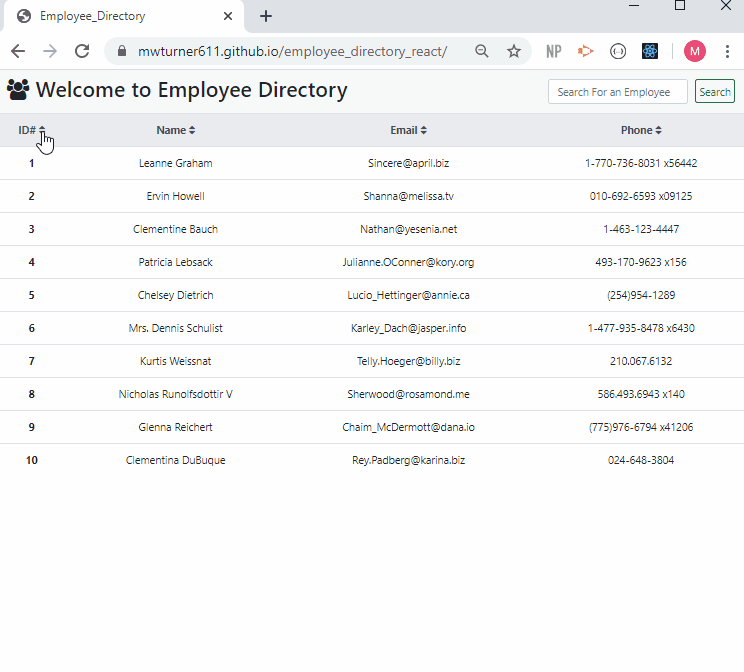 Employee_Directory
mwturner611.github.io/employee_directory_react/ NP M
Welcome to Employee Directory Search For an Employee Search
ID# Name Email Phone
1 Leanne Graham Sincere@april.biz 1-770-736-8031 x56442
2 Ervin Howell Shanna@melissa.tv 010-692-6593 x09125
3 Clementine Bauch Nathan@yesenia.net 1-463-123-4447
4 Patricia Lebsack Julianne.OConner@kory.org 493-170-9623 x156
5 Chelsey Dietrich Lucio_Hettinger@annie.ca (254)954-1289
6 Mrs. Dennis Schulist Karley_Dach@jasper.info 1-477-935-8478 x6430
7 Kurtis Weissnat Telly.Hoeger@billy.biz 210.067.6132
8 Nicholas Runolfsdottir V Sherwood@rosamond.me 586.493.6943 x140
9 Glenna Reichert Chaim_McDermott@dana.io (775)976-6794 x41206
10 Clementina DuBuque Rey.Padberg@karina.biz 024-648-3804